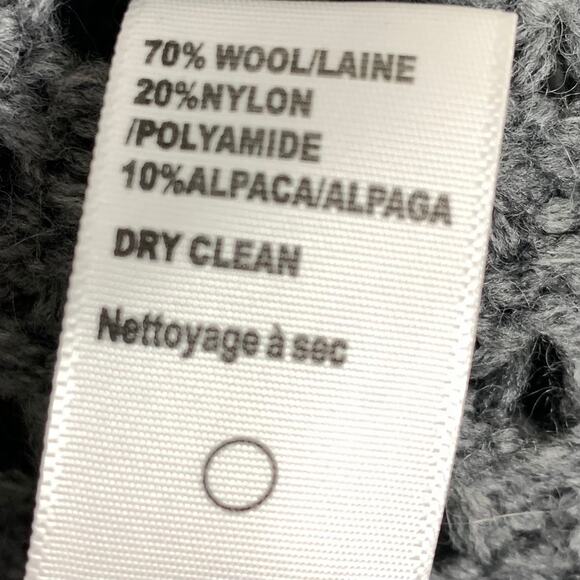 70% WOOL/LAINE
20%NYLON
/POLYAMIDE
10%ALPACA/ALPAGA
DRY CLEAN
Nettoyage à sec